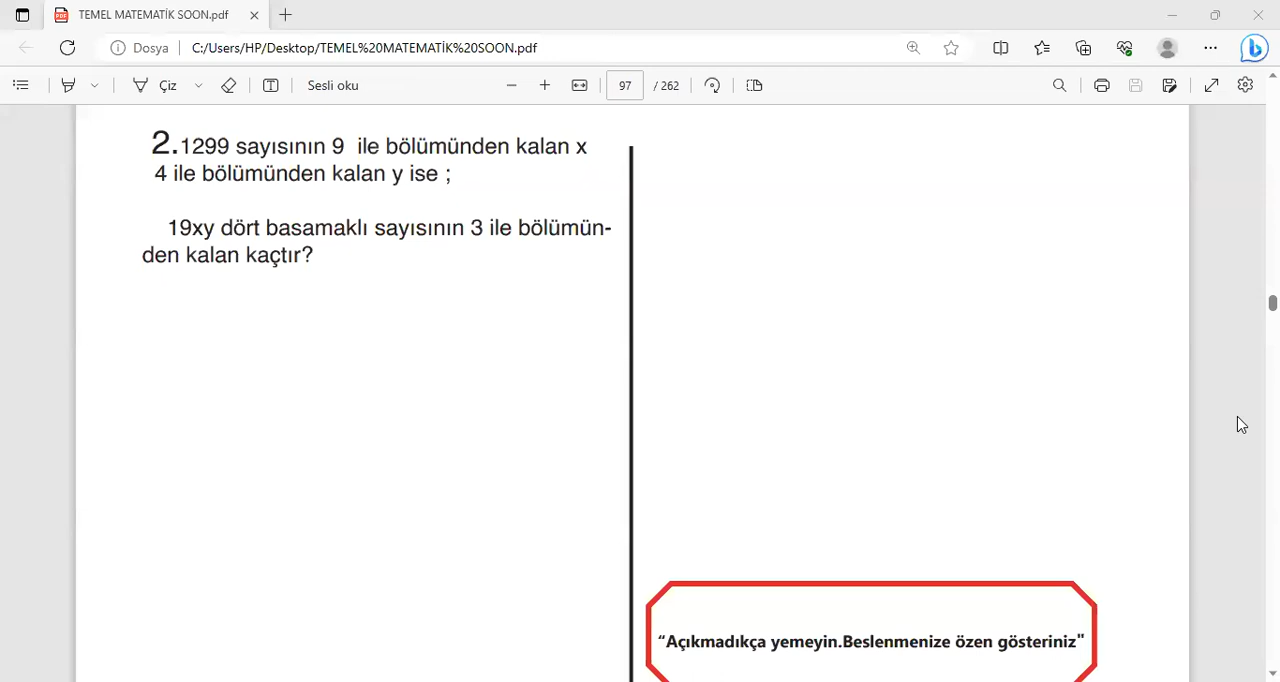 TEMEL MATEMATİK SOON.pdf
Dosya
C:/Users/HP/Desktop/TEMEL%20MATEMATİK%20SOON.pdf
Çiz
Sesli oku
97
/ 262
2.1299 sayısının 9 ile bölümünden kalan x
4 ile bölümünden kalan y ise ;
19xy dört basamaklı sayısının 3 ile bölümün-
den kalan kaçtır?
“Açıkmadıkça yemeyin.Beslenmenize özen gösteriniz"